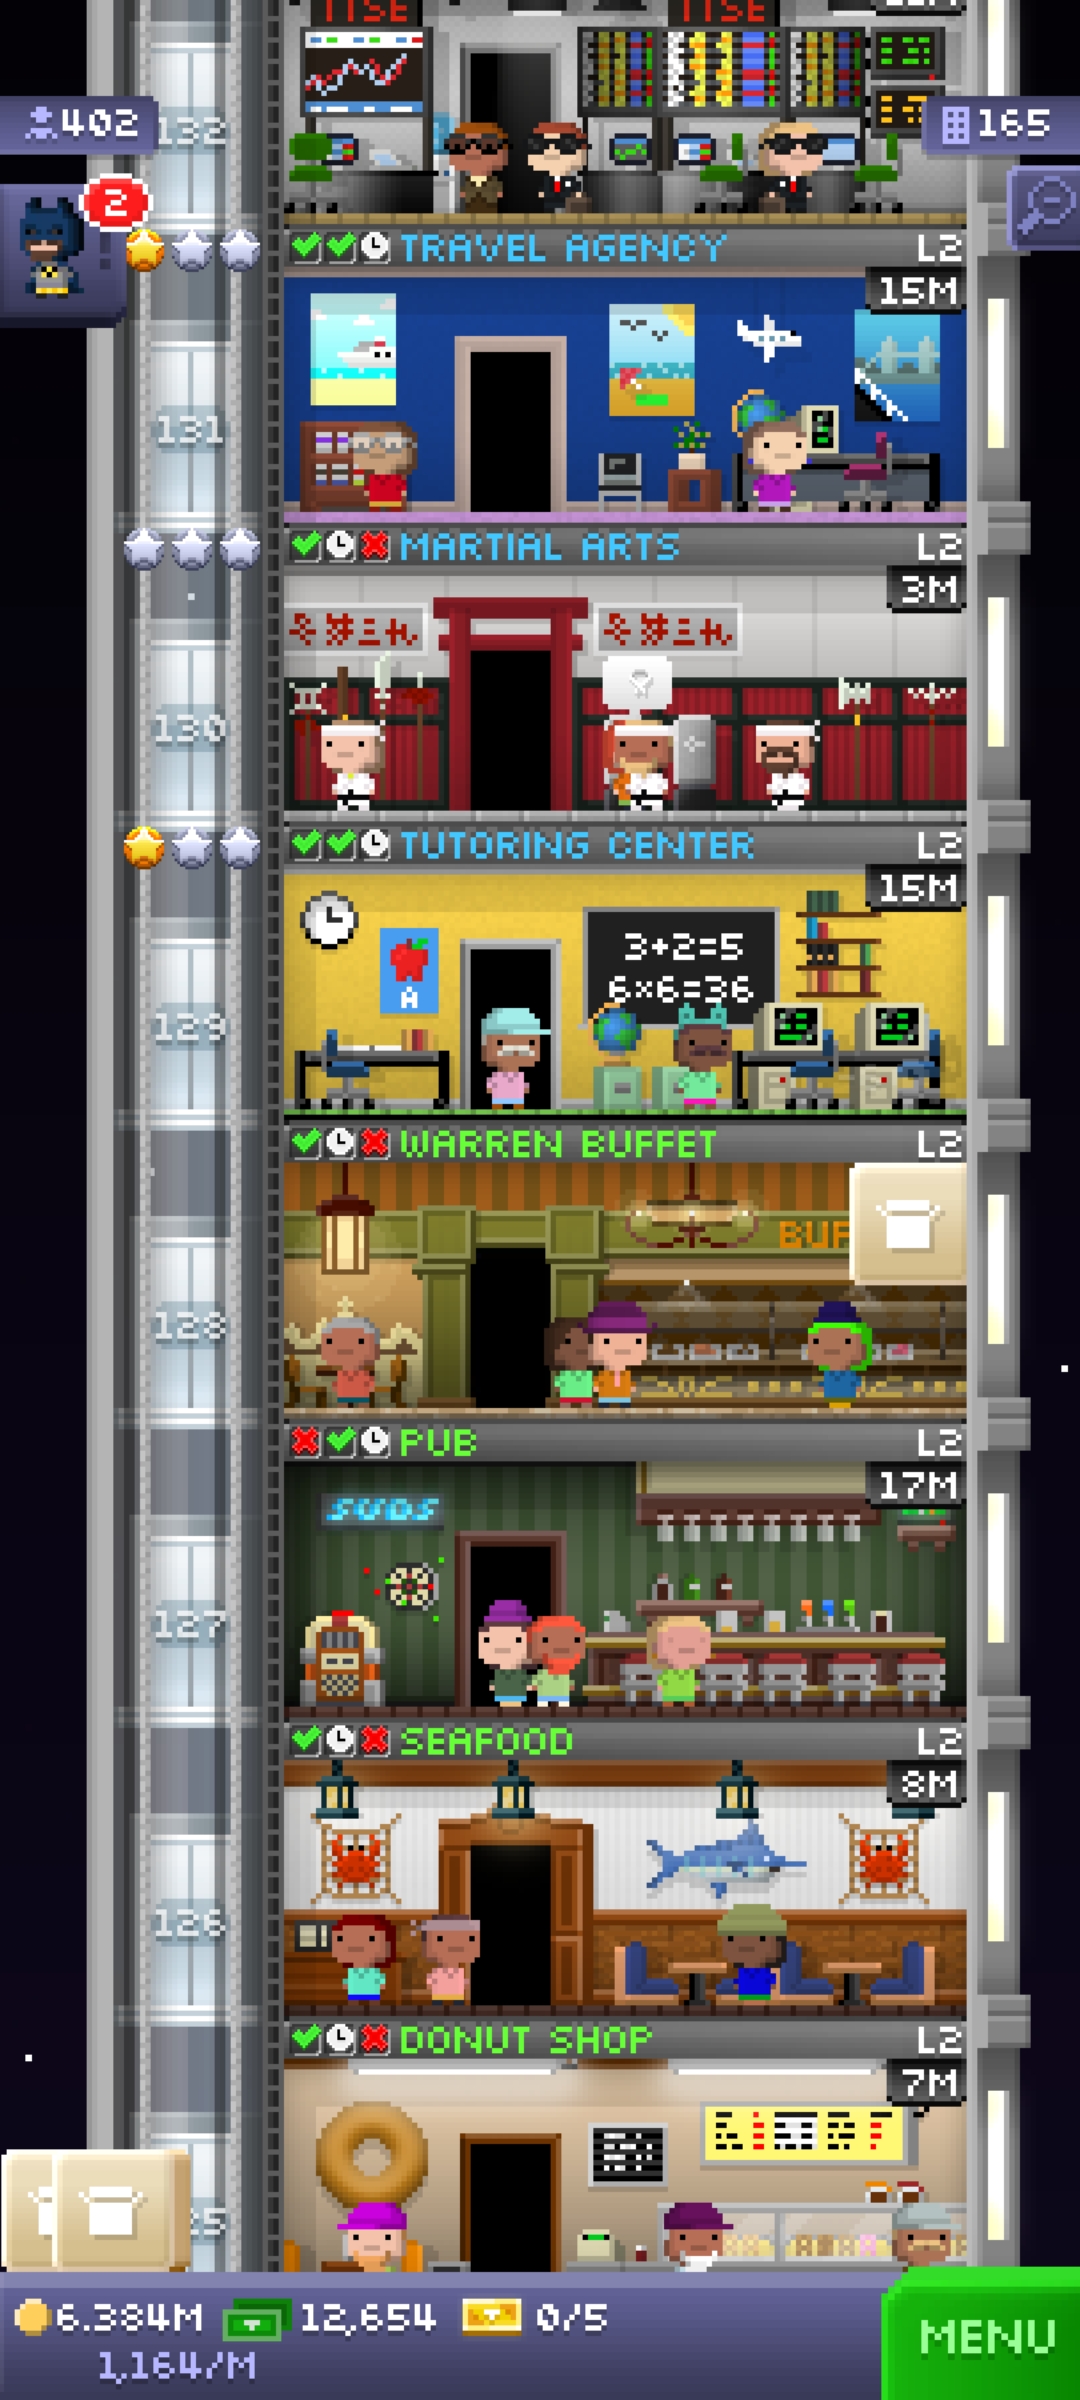 TTSE TTSE
402
132
165
2
TRAVEL AGENCY L2
15M
131
MARTIAL ARTS L2
3M
130
TUTORING CENTER L2
15M
3+2=5
A
6×6=36
129
WARREN BUFFET L2
BUF
128
PUB L2
17M
SUDS
127
SEAFOOD L2
8M
126
DONUT SHOP L2
7M
6.384M 12,654 0/5
1,164/M
MENU